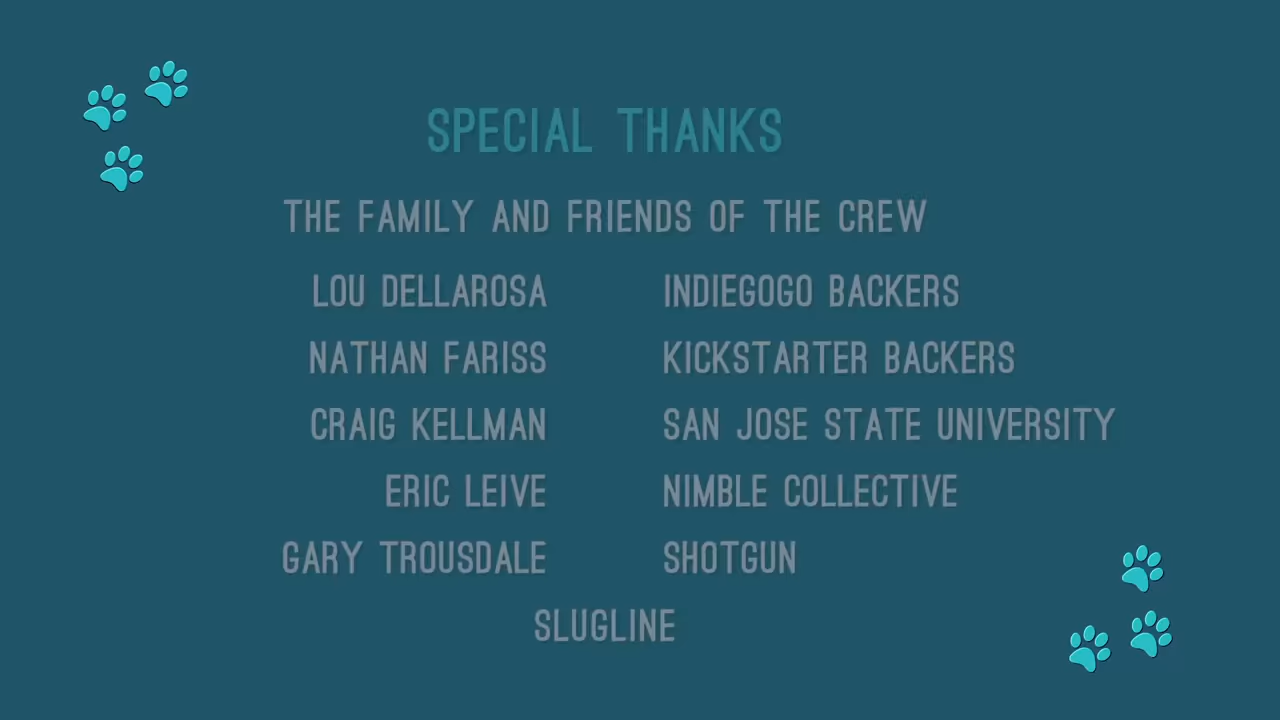 SPECIAL THANKS
THE FAMILY AND FRIENDS OF THE CREW
LOU DELLAROSA INDIEGOGO BACKERS
NATHAN FARISS KICKSTARTER BACKERS
CRAIG KELLMAN SAN JOSE STATE UNIVERSITY
ERIC LEIVE NIMBLE COLLECTIVE
GARY TROUSDALE SHOTGUN
SLUGLINE